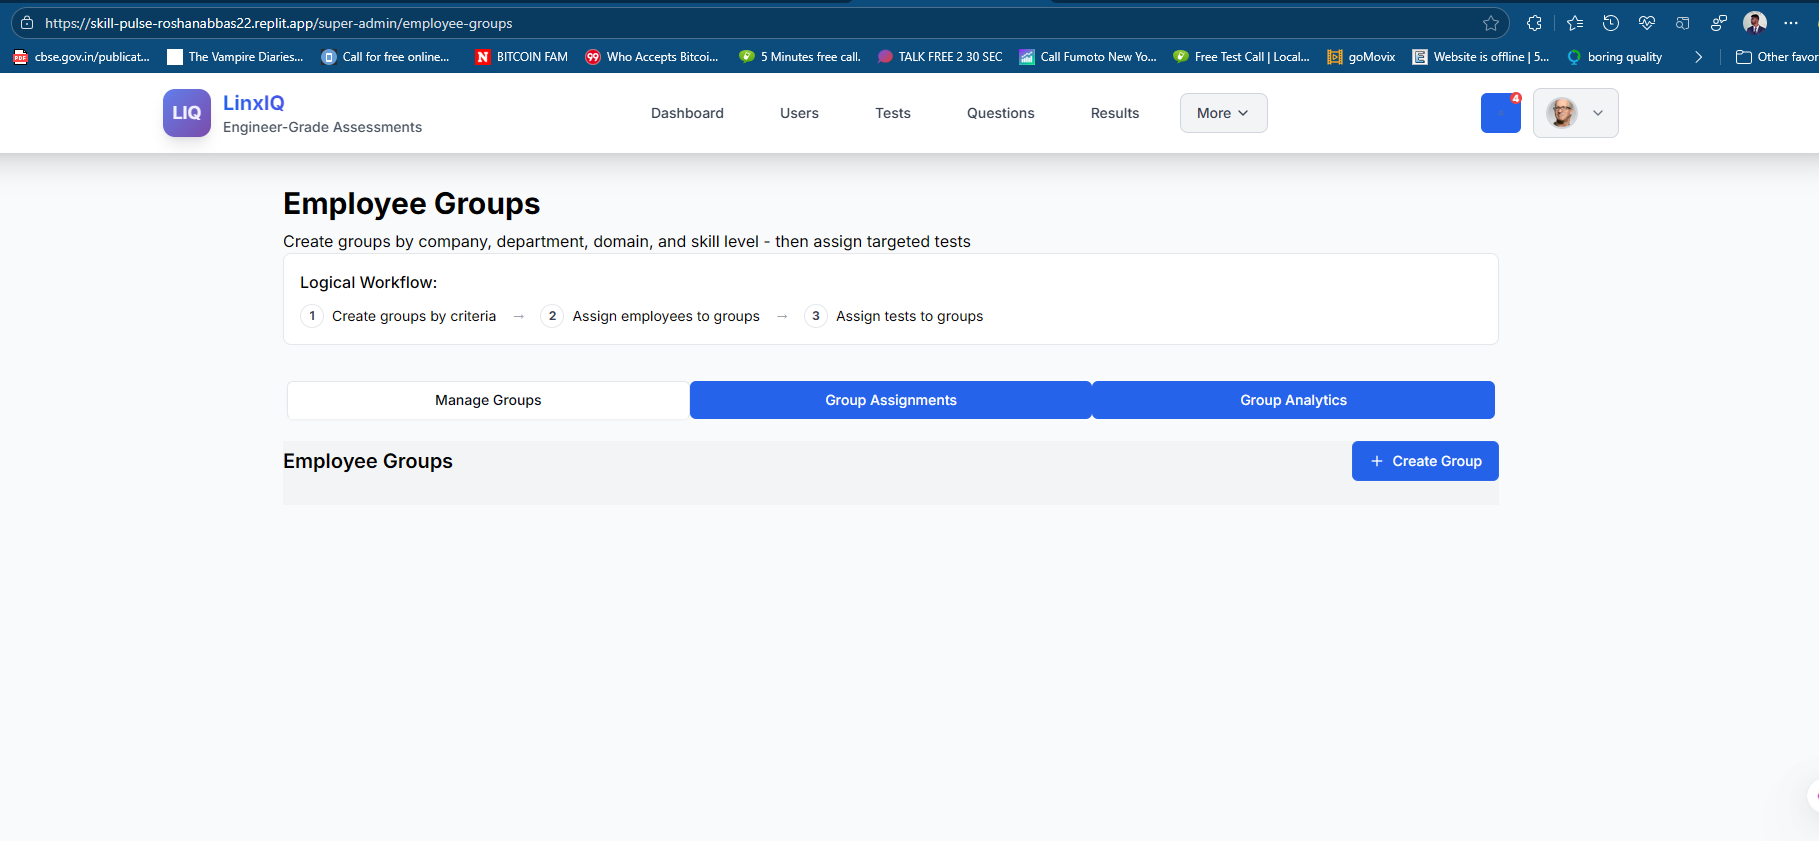 https://skill-pulse-roshanabbas22.replit.app/super-admin/employee-groups
cbse.gov.in/publicat... The Vampire Diaries... Call for free online... BITCOIN FAM Who Accepts Bitcoi... 5 Minutes free call. TALK FREE 2 30 SEC Call Fumoto New Yo... Free Test Call | Local... goMovix Website is offline | 5... boring quality Other favor
LIQ LinxIQ
Engineer-Grade Assessments
Dashboard Users Tests Questions Results More 4
Employee Groups
Create groups by company, department, domain, and skill level - then assign targeted tests
Logical Workflow:
1 Create groups by criteria → 2 Assign employees to groups → 3 Assign tests to groups
Manage Groups Group Assignments Group Analytics
Employee Groups + Create Group